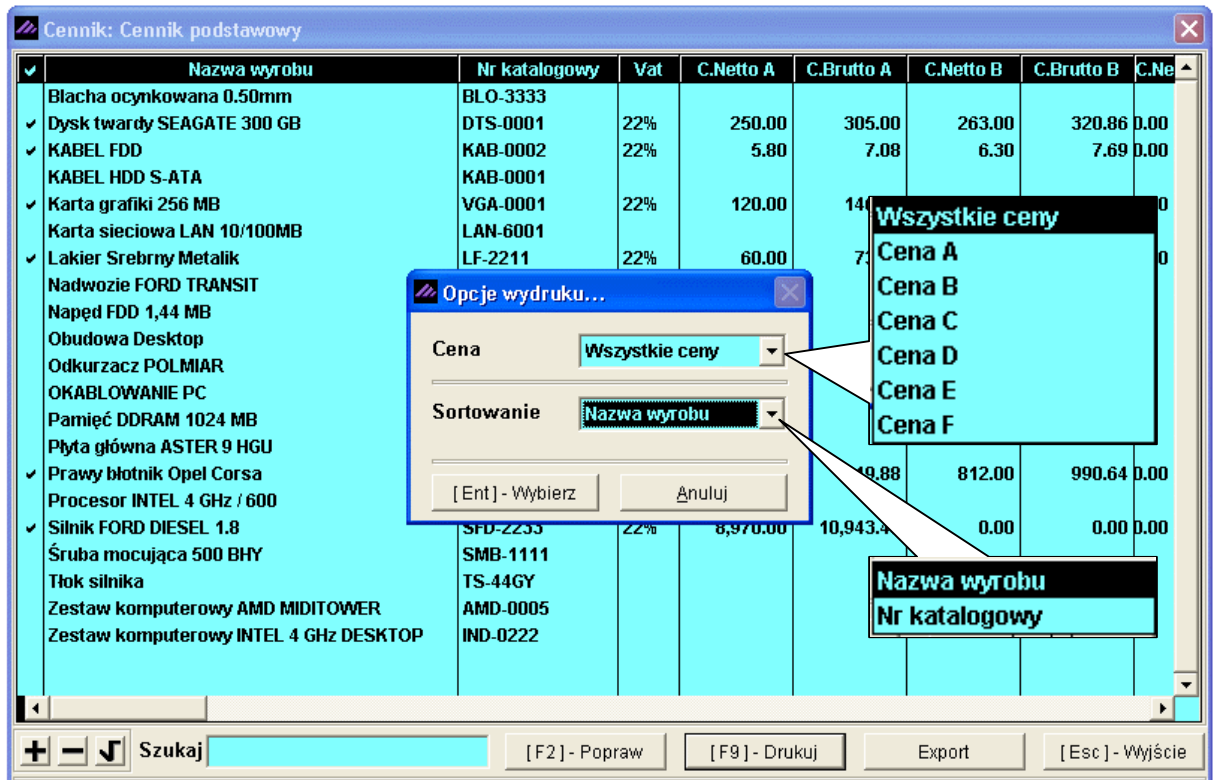 Cennik: Cennik podstawowy
Nazwa wyrobu Nr katalogowy Vat C.Netto A C.Brutto A C.Netto B C.Brutto B C.Ne
Blacha ocynkowana 0.50mm BLO-3333
Dysk twardy SEAGATE 300 GB DTS-0001 22% 250.00 305.00 263.00 320.86 0.00
KABEL FDD KAB-0002 22% 5.80 7.08 6.30 7.69 0.00
KABEL HDD S-ATA KAB-0001
Karta grafiki 256 MB VGA-0001 22% 120.00
Karta sieciowa LAN 10/100MB LAN-6001
Lakier Srebrny Metalik LF-2211 22% 60.00
Nadwozie FORD TRANSIT
Napęd FDD 1,44 MB
Obudowa Desktop
Odkurzacz POLMIAR
OKABLOWANIE PC
Pamięć DDRAM 1024 MB
Płyta główna ASTER 9 HGU
Prawy błotnik Opel Corsa 812.00 990.64 0.00
Procesor INTEL 4 GHz / 600
Silnik FORD DIESEL 1.8 SFD-2233 22% 8,970.00 10,943.4 0.00 0.00 0.00
Śruba mocująca 500 BHY SMB-1111
Tłok silnika TS-44GY
Zestaw komputerowy AMD MIDITOWER AMD-0005
Zestaw komputerowy INTEL 4 GHz DESKTOP IND-0222
Opcje wydruku...
Cena Wszystkie ceny
Sortowanie Nazwa wyrobu
[Ent] - Wybierz Anuluj
Wszystkie ceny
Cena A
Cena B
Cena C
Cena D
Cena E
Cena F
Nazwa wyrobu
Nr katalogowy
Szukaj [F2] - Popraw [F9] - Drukuj Export [Esc] - Wyjście